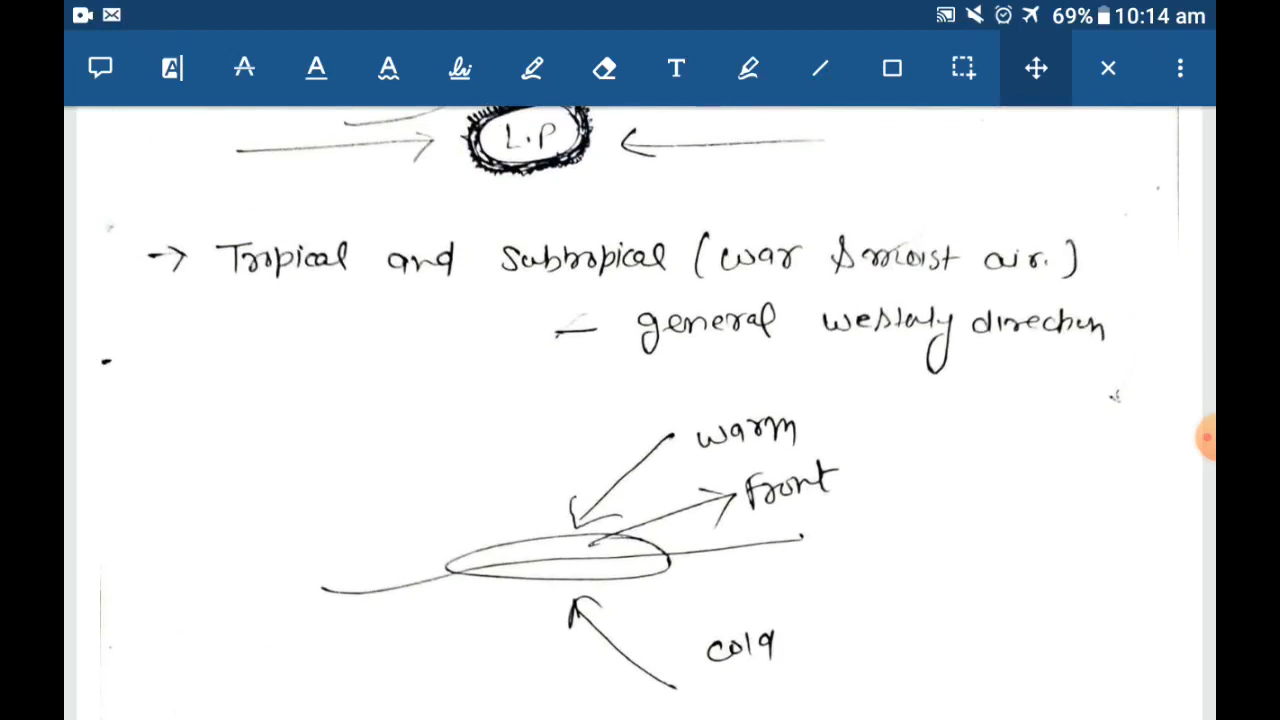 69% 10:14 am
L.P
→ Tropical and Subtropical (war & moist air.)
— general westerly direction
warm
Front
cold